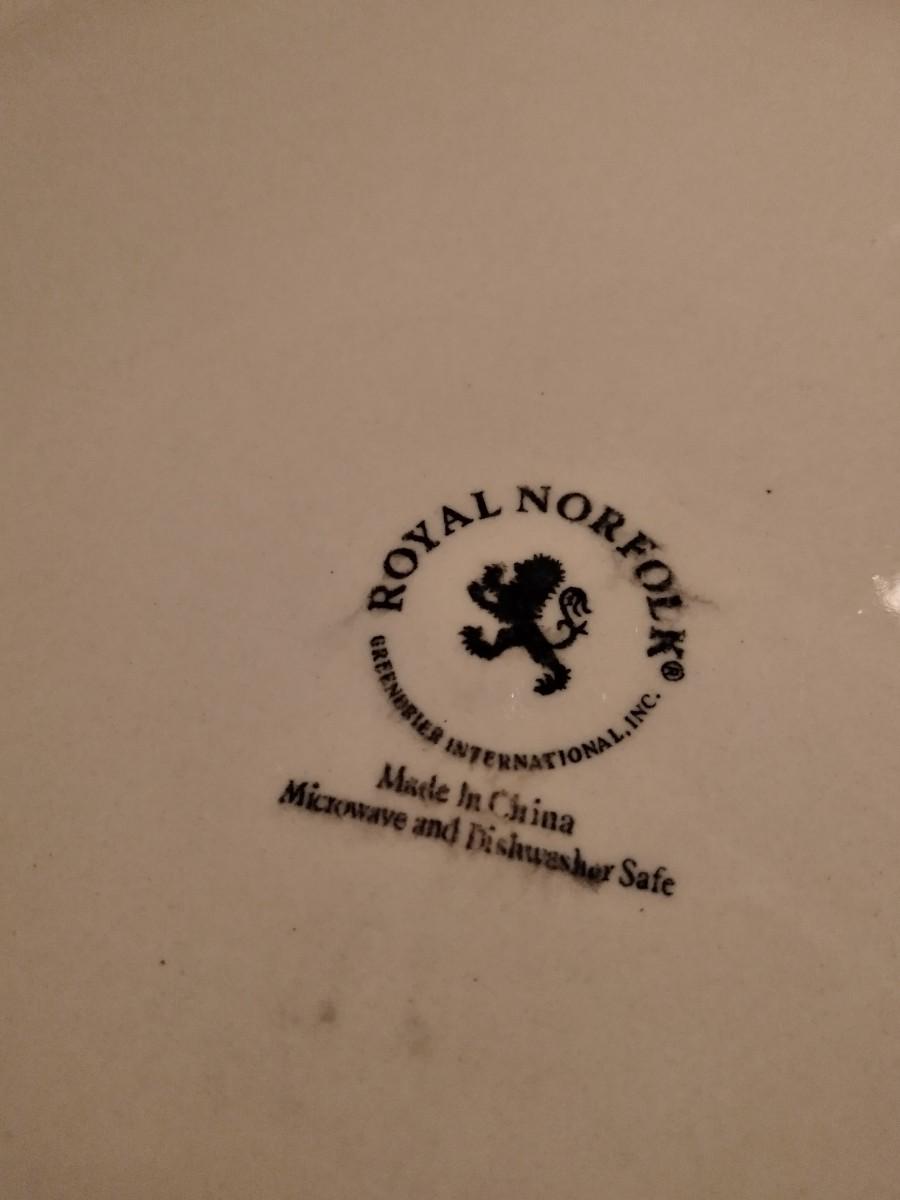 ROYAL NORFOLK®
GREENBRIER INTERNATIONAL, INC.
Made In China
Microwave and Dishwasher Safe